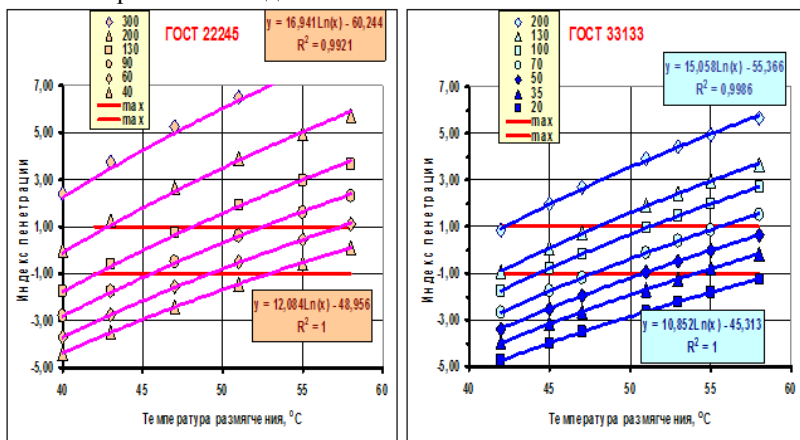 ГОСТ 22245
300
200
130
90
60
40
max
max
y = 16,941Ln(x) - 60,244
R² = 0,9921
7,00
5,00
3,00
1,00
-1,00
-3,00
-5,00
Индекс пенетрации
y = 12,084Ln(x) - 48,956
R² = 1
40
45
50
55
60
Температура размягчения, ⁰С
ГОСТ 33133
200
130
100
70
50
35
20
max
max
y = 15,058Ln(x) - 55,366
R² = 0,9986
7,00
5,00
3,00
1,00
-1,00
-3,00
-5,00
Индекс пенетрации
y = 10,852Ln(x) - 45,313
R² = 1
40
45
50
55
60
Температура размягчения, ⁰С